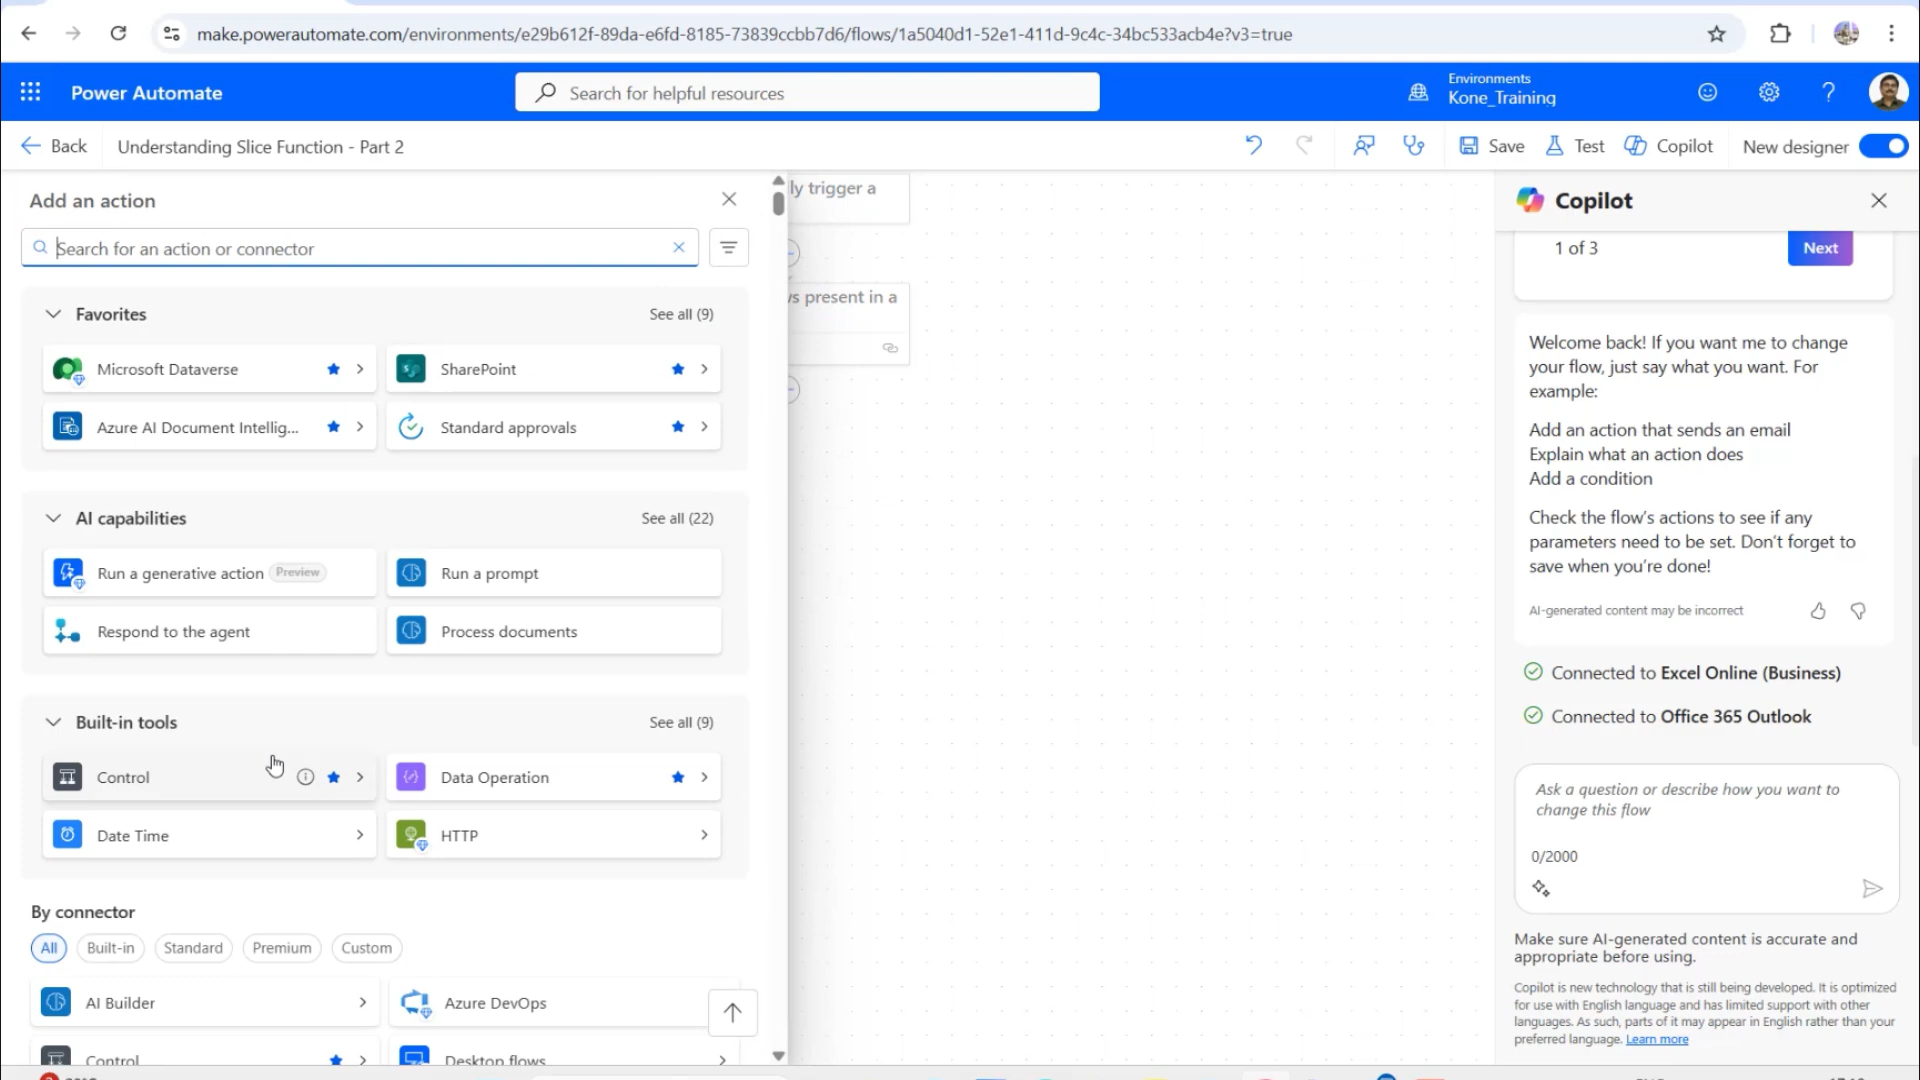 make.powerautomate.com/environments/e29b612f-89da-e6fd-8185-73839ccbb7d6/flows/1a5040d1-52e1-411d-9c4c-34bc533acb4e?v3=true
Power Automate
Search for helpful resources
Environments
Kone_Training
Back
Understanding Slice Function - Part 2
Save
Test
Copilot
New designer
Add an action
Search for an action or connector
Favorites
See all (9)
Microsoft Dataverse
SharePoint
Azure AI Document Intellig...
Standard approvals
AI capabilities
See all (22)
Run a generative action Preview
Run a prompt
Respond to the agent
Process documents
Built-in tools
See all (9)
Control
Data Operation
Date Time
HTTP
By connector
All
Built-in
Standard
Premium
Custom
AI Builder
Azure DevOps
Control
Desktop flows
ly trigger a
s present in a
Copilot
1 of 3
Next
Welcome back! If you want me to change
your flow, just say what you want. For
example:
Add an action that sends an email
Explain what an action does
Add a condition
Check the flow's actions to see if any
parameters need to be set. Don't forget to
save when you're done!
AI-generated content may be incorrect
Connected to Excel Online (Business)
Connected to Office 365 Outlook
Ask a question or describe how you want to
change this flow
0/2000
Make sure AI-generated content is accurate and
appropriate before using.
Copilot is new technology that is still being developed. It is optimized
for use with English language and has limited support with other
languages. As such, parts of it may appear in English rather than your
preferred language. Learn more